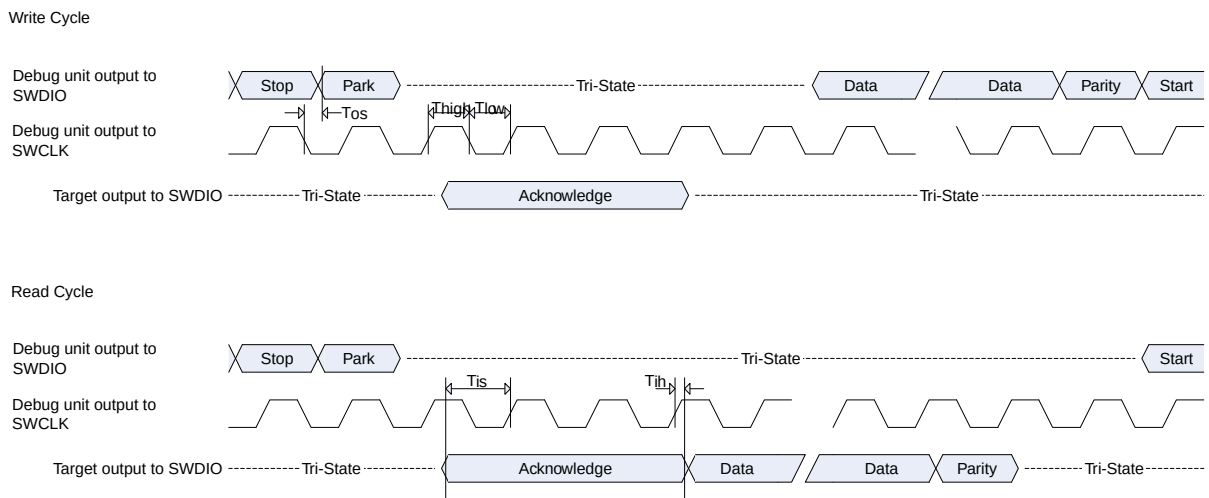 Write Cycle
Debug unit output to
SWDIO
Stop Park Tri-State Data Data Parity Start
Tos Thigh Tlow
Debug unit output to
SWCLK
Target output to SWDIO Tri-State Acknowledge Tri-State
Read Cycle
Debug unit output to
SWDIO
Stop Park Tri-State Start
Tis Tih
Debug unit output to
SWCLK
Target output to SWDIO Tri-State Acknowledge Data Data Parity Tri-State